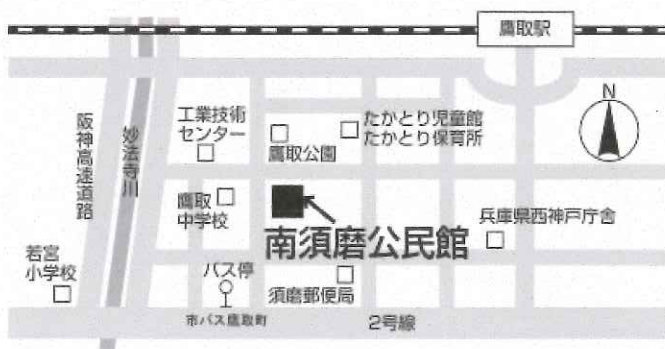 鷹取駅
N
工業技術
センター
たかとり児童館
たかとり保育所
鷹取公園
阪神高速道路
妙法寺川
鷹取
中学校
南須磨公民館
兵庫県西神戸庁舎
若宮
小学校
バス停
市バス鷹取町
須磨郵便局
2号線